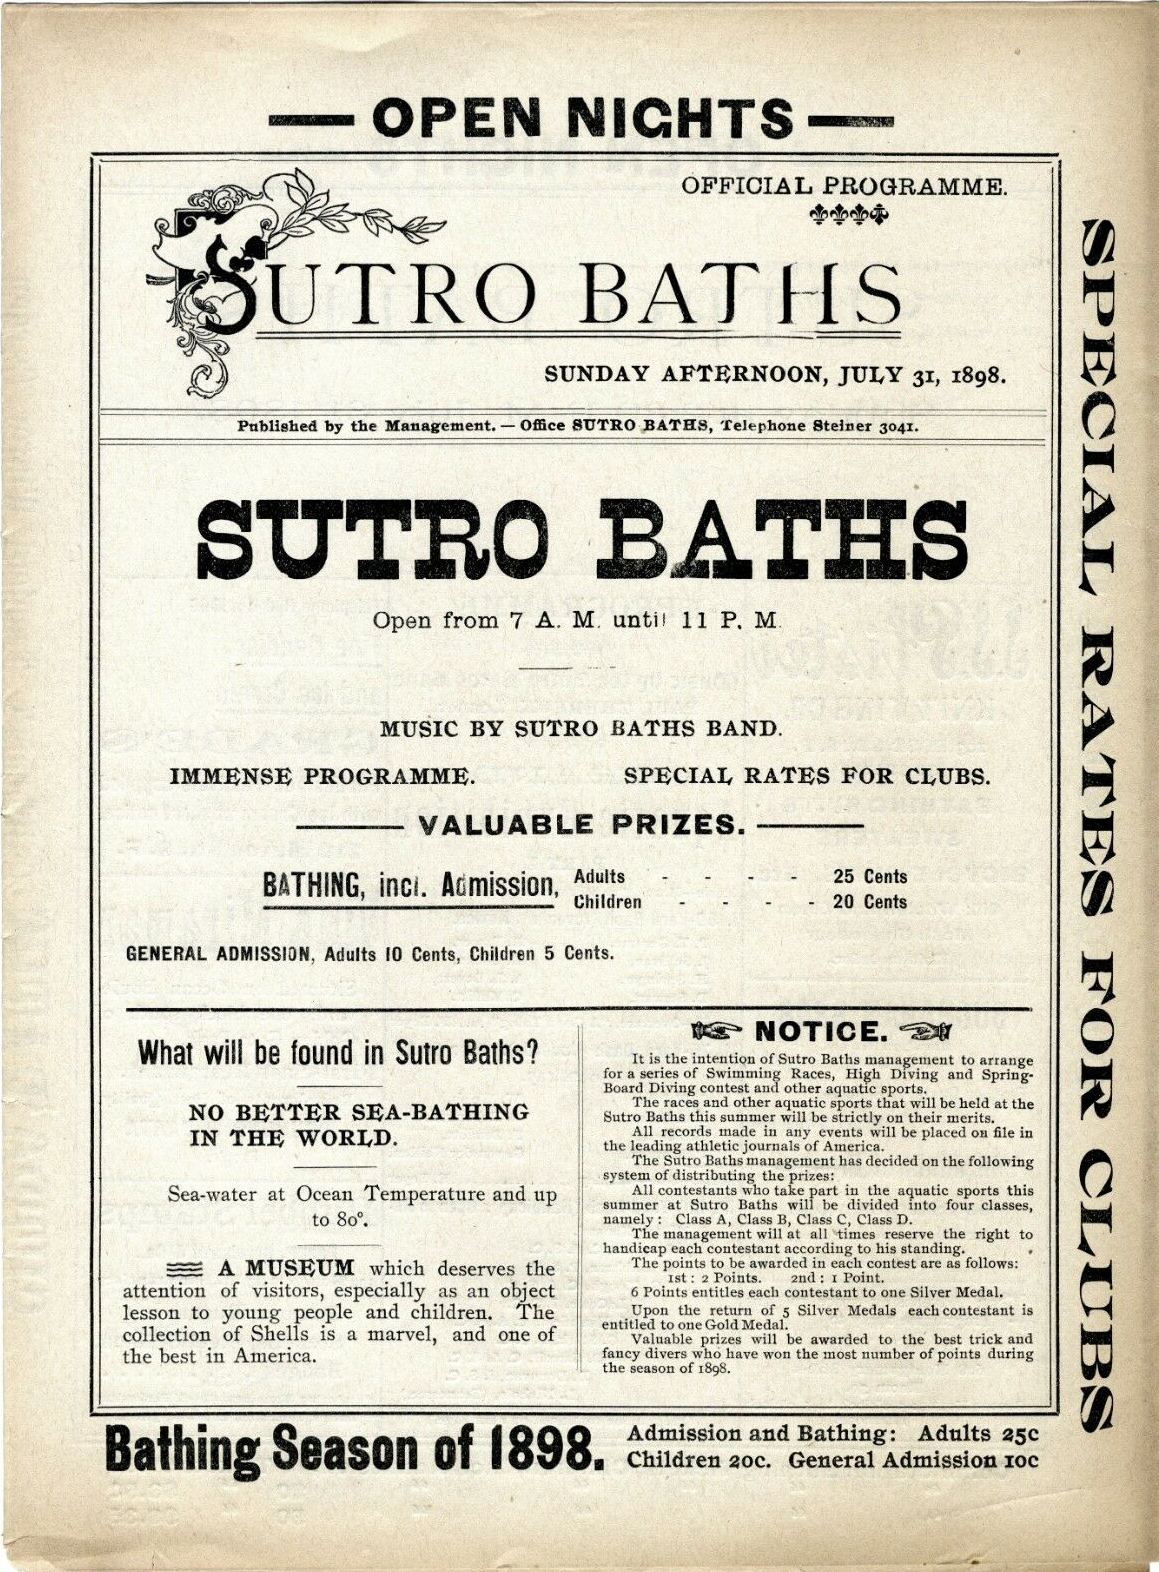 OPEN NIGHTS
OFFICIAL PROGRAMME.
SUTRO BATHS
SUNDAY AFTERNOON, JULY 31, 1898.
Published by the Management. — Office SUTRO BATHS, Telephone Steiner 3041.
SUTRO BATHS
Open from 7 A. M. until 11 P. M.
MUSIC BY SUTRO BATHS BAND.
IMMENSE PROGRAMME. SPECIAL RATES FOR CLUBS.
VALUABLE PRIZES.
BATHING, incl. Admission, Adults - - - - 25 Cents
Children - - - - 20 Cents
GENERAL ADMISSION, Adults 10 Cents, Children 5 Cents.
What will be found in Sutro Baths?
NO BETTER SEA-BATHING
IN THE WORLD.
Sea-water at Ocean Temperature and up
to 80°.
A MUSEUM which deserves the
attention of visitors, especially as an object
lesson to young people and children. The
collection of Shells is a marvel, and one of
the best in America.
NOTICE.
It is the intention of Sutro Baths management to arrange
for a series of Swimming Races, High Diving and Spring-
Board Diving contest and other aquatic sports.
The races and other aquatic sports that will be held at the
Sutro Baths this summer will be strictly on their merits.
All records made in any events will be placed on file in
the leading athletic journals of America.
The Sutro Baths management has decided on the following
system of distributing the prizes:
All contestants who take part in the aquatic sports this
summer at Sutro Baths will be divided into four classes,
namely: Class A, Class B, Class C, Class D.
The management will at all times reserve the right to
handicap each contestant according to his standing.
The points to be awarded in each contest are as follows:
1st: 2 Points. 2nd: 1 Point.
6 Points entitles each contestant to one Silver Medal.
Upon the return of 5 Silver Medals each contestant is
entitled to one Gold Medal.
Valuable prizes will be awarded to the best trick and
fancy divers who have won the most number of points during
the season of 1898.
Bathing Season of 1898. Admission and Bathing: Adults 25c
Children 20c. General Admission 10c
SPECIAL RATES FOR CLUBS